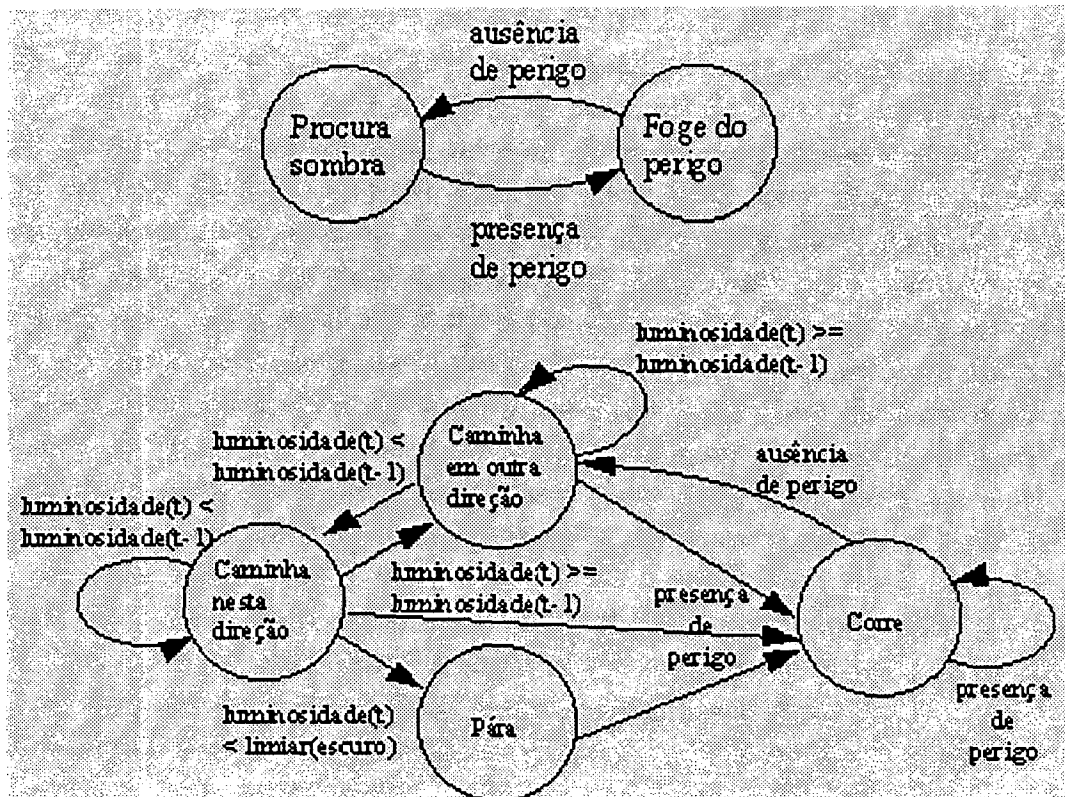 ausência
de perigo
Procura
sombra
Foge do
perigo
presença
de perigo
luminosidade(t) >=
luminosidade(t-1)
Caminha
em outra
direção
luminosidade(t) <
luminosidade(t-1)
ausência
de perigo
luminosidade(t) <
luminosidade(t-1)
Caminha
nesta
direção
luminosidade(t) >=
luminosidade(t-1)
presença
de
perigo
Corre
presença
de
perigo
luminosidade(t)
< limiar(escuro)
Pára